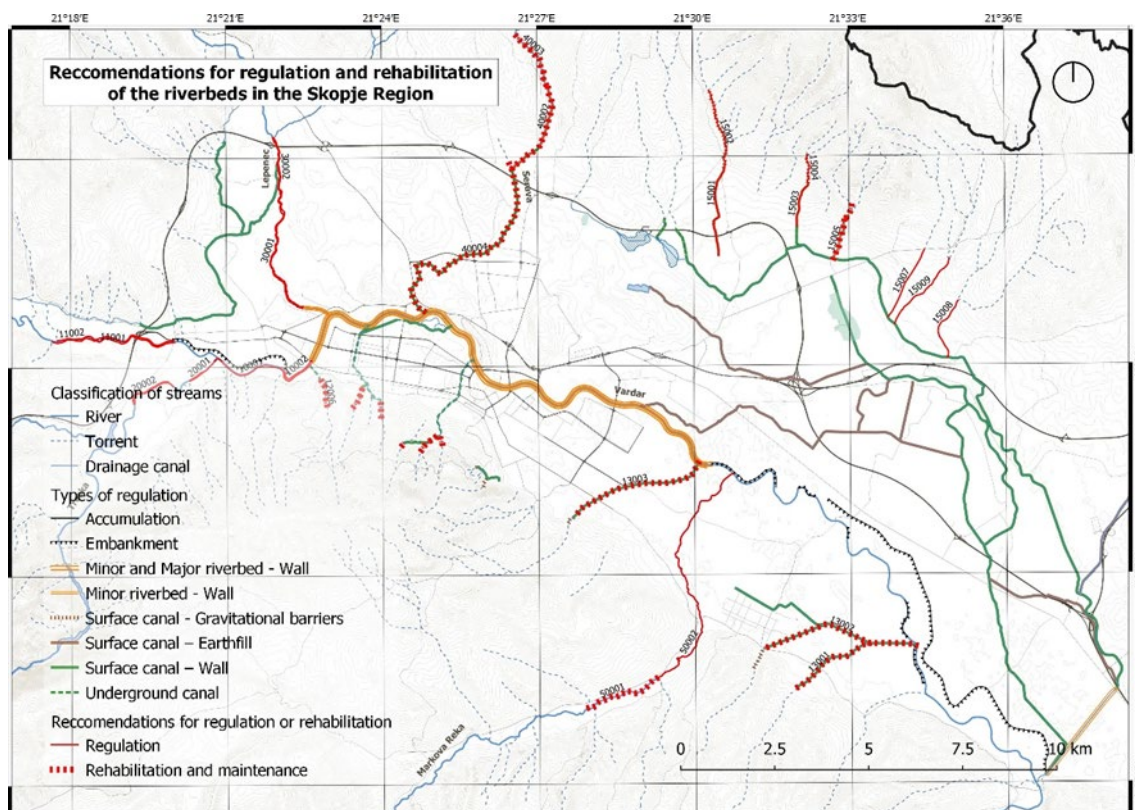 21°18'E
21°21'E
21°24'E
21°27'E
21°30'E
21°33'E
21°36'E
Reccomendations for regulation and rehabilitation
of the riverbeds in the Skopje Region
40003
40002
Serava
40001
Lepenec
30002
30001
15002
15001
15004
15003
15005
15007
15009
15008
11002
11001
20001
20002
10002
Vardar
13003
50002
50001
13002
13001
Markova Reka
Classification of streams
River
Torrent
Drainage canal
Types of regulation
Accumulation
Embankment
Minor and Major riverbed - Wall
Minor riverbed - Wall
Surface canal - Gravitational barriers
Surface canal – Earthfill
Surface canal – Wall
Underground canal
Reccomendations for regulation or rehabilitation
Regulation
Rehabilitation and maintenance
0
2.5
5
7.5
10 km